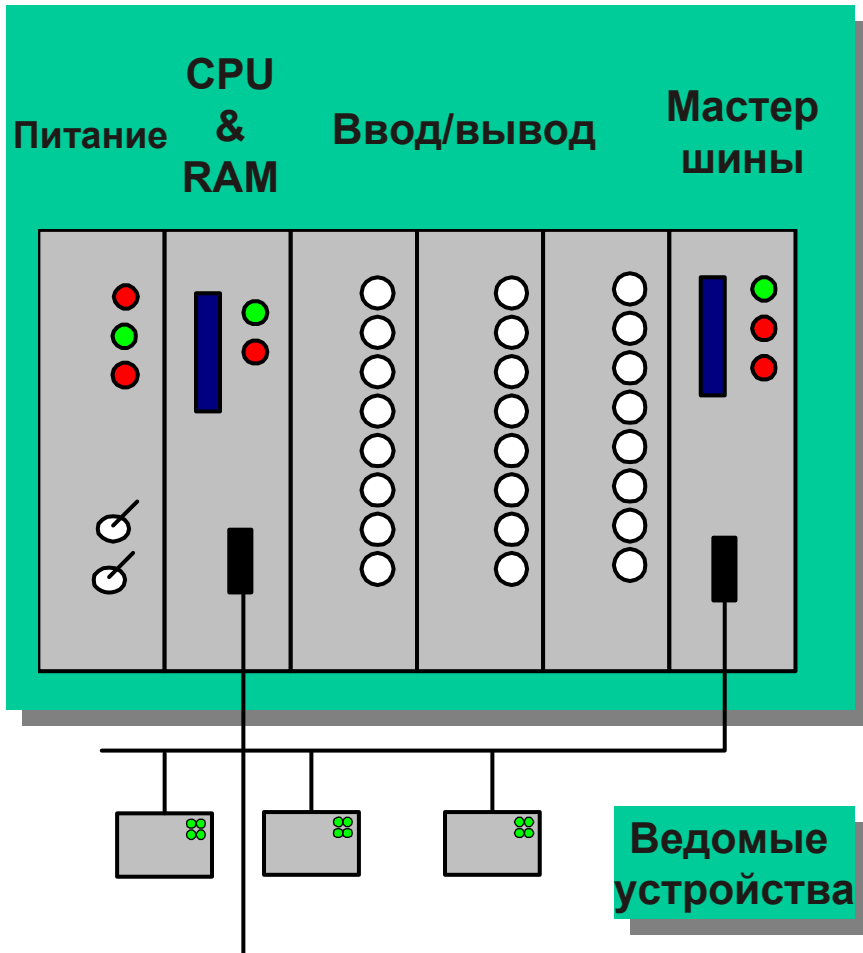 Питание
CPU
&
RAM
Ввод/вывод
Мастер
шины
Ведомые
устройства